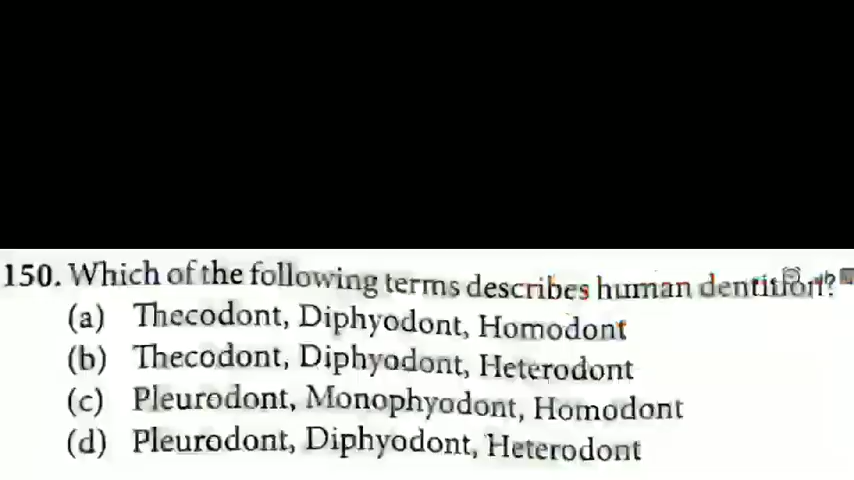 150. Which of the following terms describes human dentition?
(a) Thecodont, Diphyodont, Homodont
(b) Thecodont, Diphyodont, Heterodont
(c) Pleurodont, Monophyodont, Homodont
(d) Pleurodont, Diphyodont, Heterodont